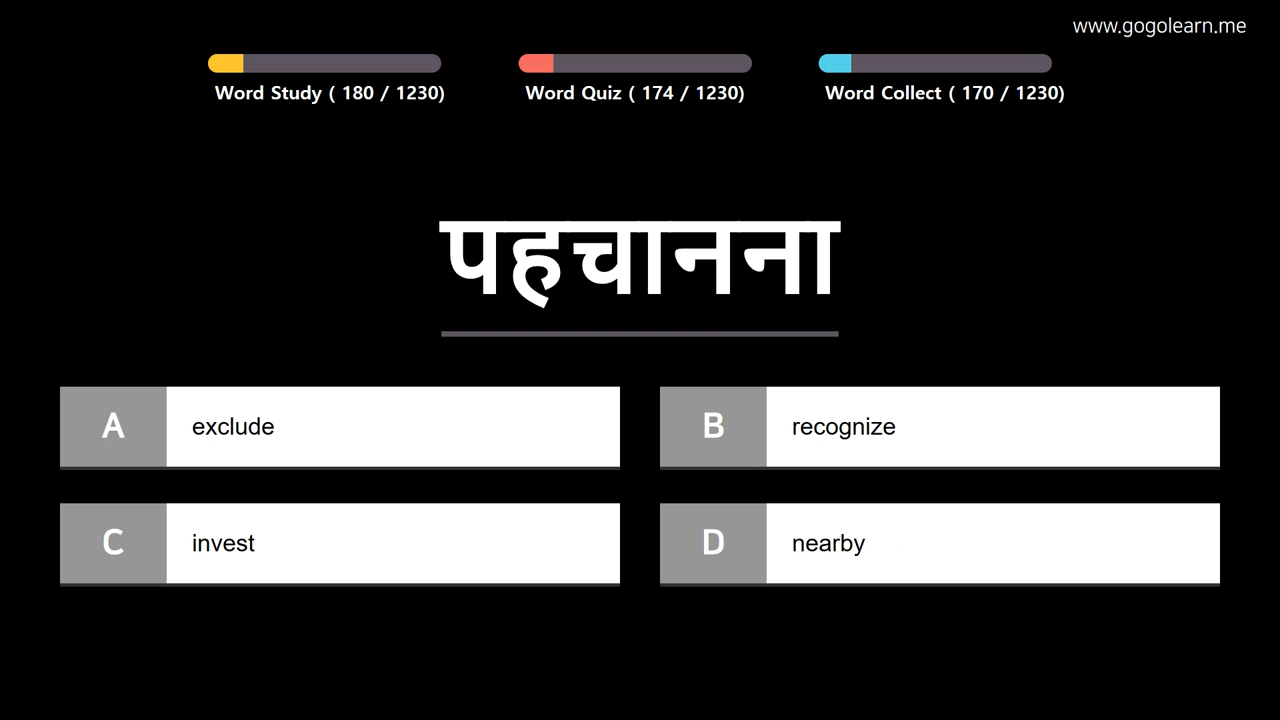 www.gogolearn.me
Word Study ( 180 / 1230)
Word Quiz ( 174 / 1230)
Word Collect ( 170 / 1230)
पहचानना
A exclude
B recognize
C invest
D nearby